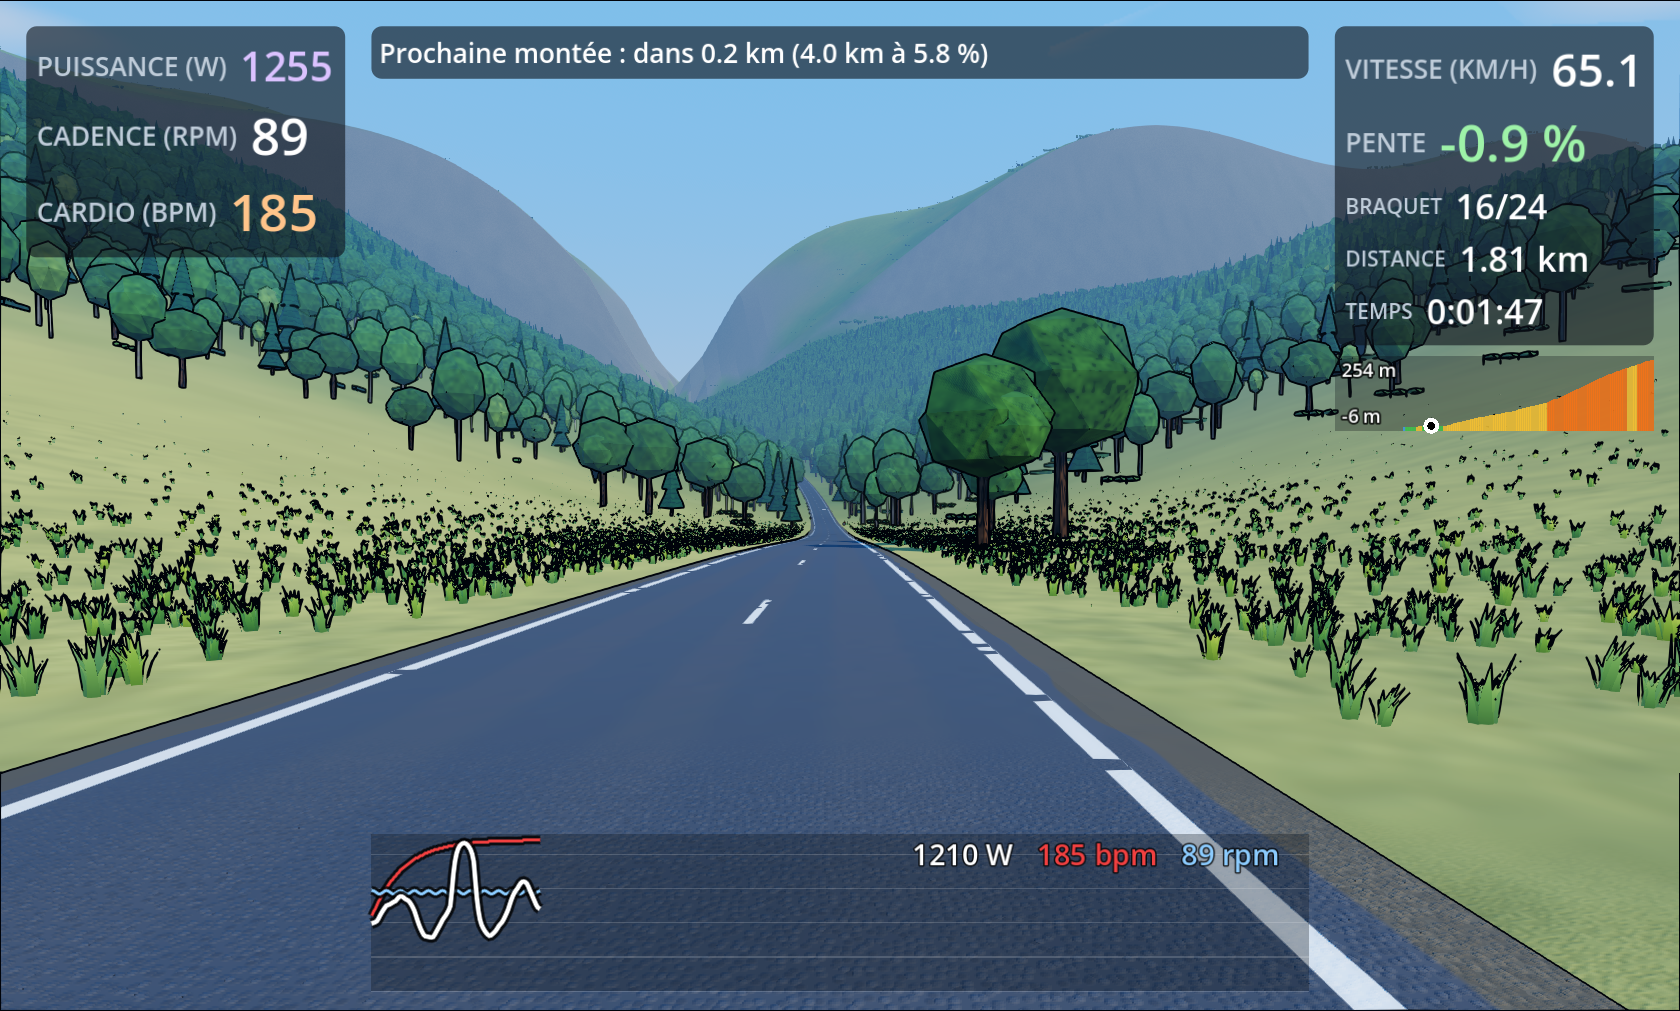 PUISSANCE (W) 1255
CADENCE (RPM) 89
CARDIO (BPM) 185
Prochaine montée : dans 0.2 km (4.0 km à 5.8 %)
VITESSE (KM/H) 65.1
PENTE -0.9 %
BRAQUET 16/24
DISTANCE 1.81 km
TEMPS 0:01:47
254 m
-6 m
1210 W 185 bpm 89 rpm